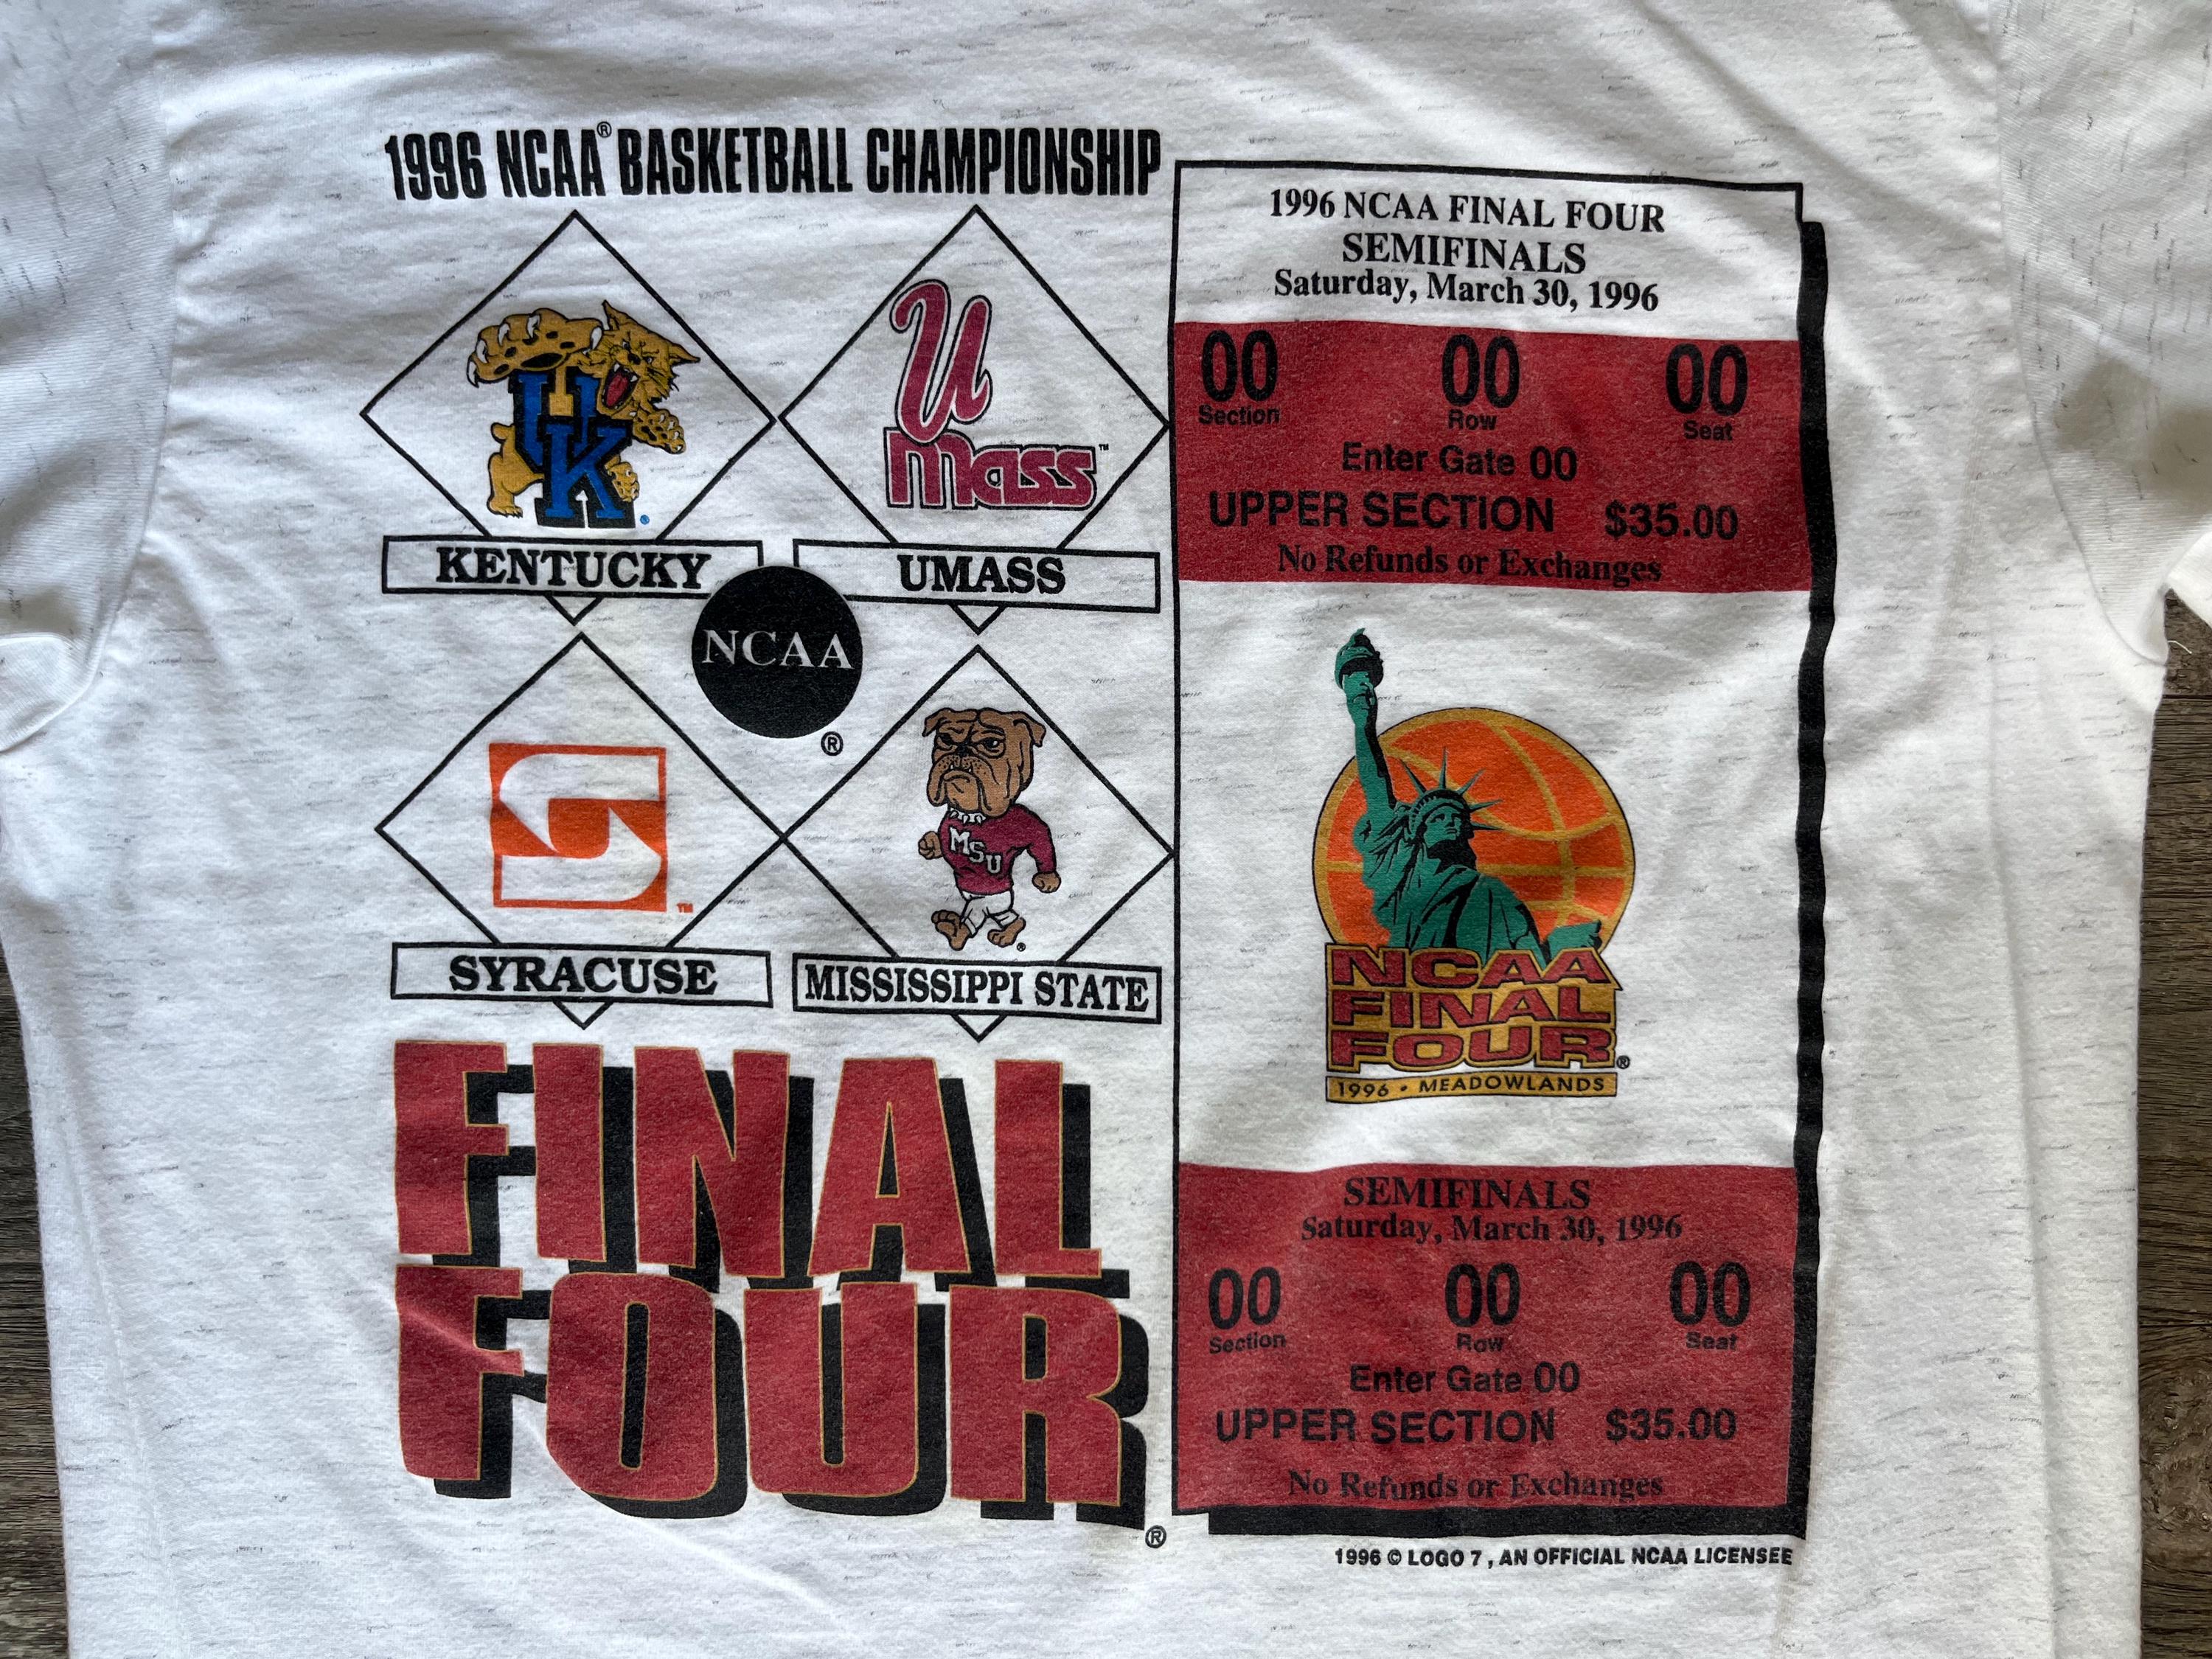 1996 NCAA® BASKETBALL CHAMPIONSHIP
UK
U
Mass™
KENTUCKY
UMASS
NCAA
®
S
™
MSU
®
SYRACUSE
MISSISSIPPI STATE
FINAL
FOUR
®
1996 NCAA FINAL FOUR
SEMIFINALS
Saturday, March 30, 1996
00 00 00
Section Row Seat
Enter Gate 00
UPPER SECTION $35.00
No Refunds or Exchanges
NCAA
FINAL
FOUR®
1996 • MEADOWLANDS
SEMIFINALS
Saturday, March 30, 1996
00 00 00
Section Row Seat
Enter Gate 00
UPPER SECTION $35.00
No Refunds or Exchanges
1996 © LOGO 7, AN OFFICIAL NCAA LICENSEE